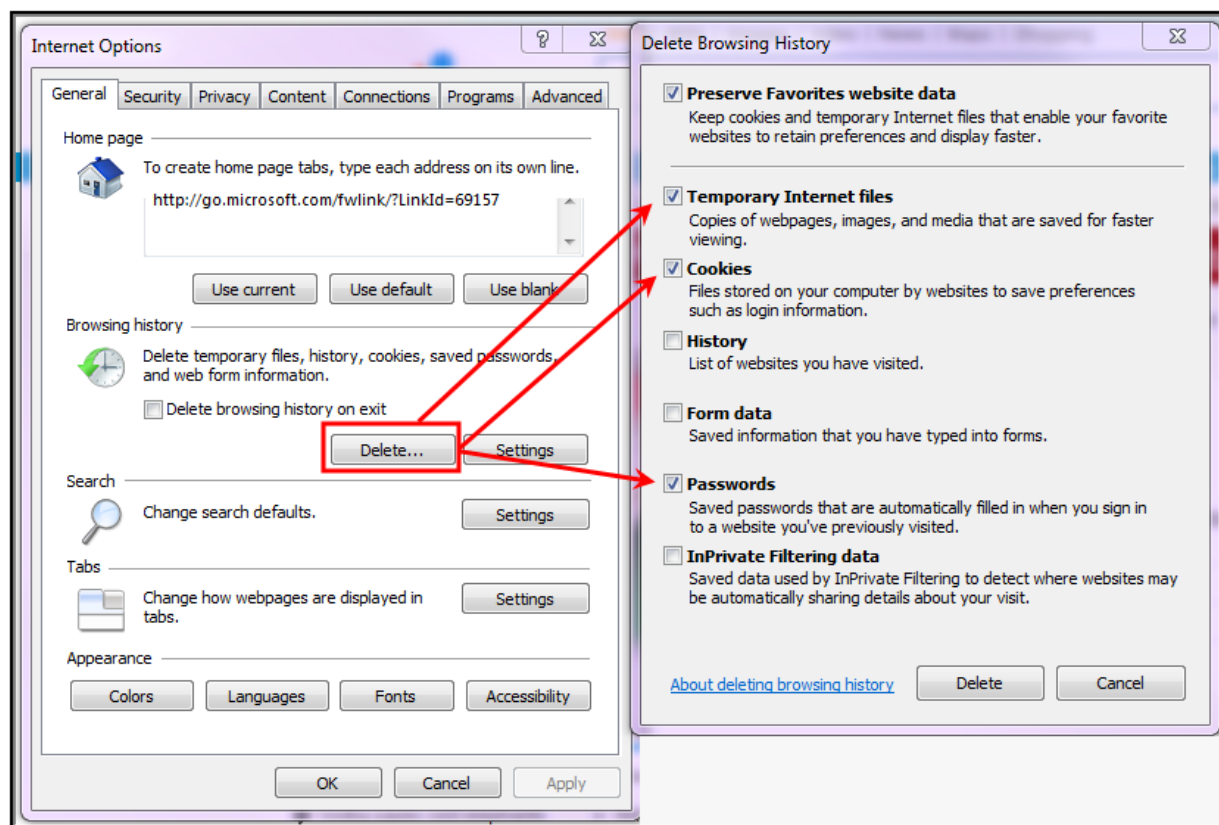 Internet Options
General Security Privacy Content Connections Programs Advanced
Home page
To create home page tabs, type each address on its own line.
http://go.microsoft.com/fwlink/?LinkId=69157
Use current Use default Use blank
Browsing history
Delete temporary files, history, cookies, saved passwords,
and web form information.
Delete browsing history on exit
Delete... Settings
Search
Change search defaults.
Settings
Tabs
Change how webpages are displayed in
tabs.
Settings
Appearance
Colors Languages Fonts Accessibility
OK Cancel Apply
Delete Browsing History
Preserve Favorites website data
Keep cookies and temporary Internet files that enable your favorite
websites to retain preferences and display faster.
Temporary Internet files
Copies of webpages, images, and media that are saved for faster
viewing.
Cookies
Files stored on your computer by websites to save preferences
such as login information.
History
List of websites you have visited.
Form data
Saved information that you have typed into forms.
Passwords
Saved passwords that are automatically filled in when you sign in
to a website you've previously visited.
InPrivate Filtering data
Saved data used by InPrivate Filtering to detect where websites may
be automatically sharing details about your visit.
About deleting browsing history Delete Cancel